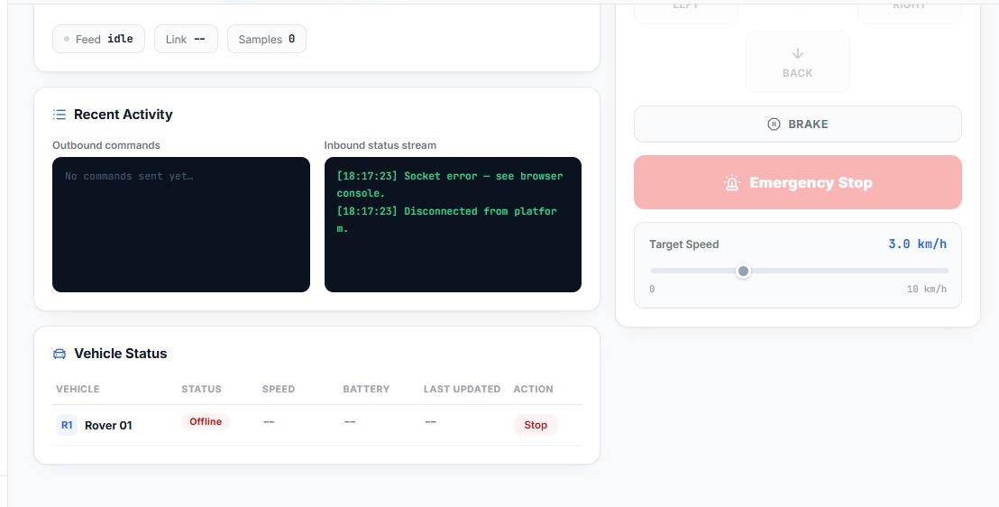 LEFT
RIGHT
Feed idle
Link --
Samples 0
BACK
Recent Activity
BRAKE
Outbound commands
Inbound status stream
No commands sent yet…
[18:17:23] Socket error — see browser
console.
[18:17:23] Disconnected from platfor
m.
Emergency Stop
Target Speed
3.0 km/h
0
10 km/h
Vehicle Status
VEHICLE
STATUS
SPEED
BATTERY
LAST UPDATED
ACTION
R1
Rover 01
Offline
--
--
--
Stop